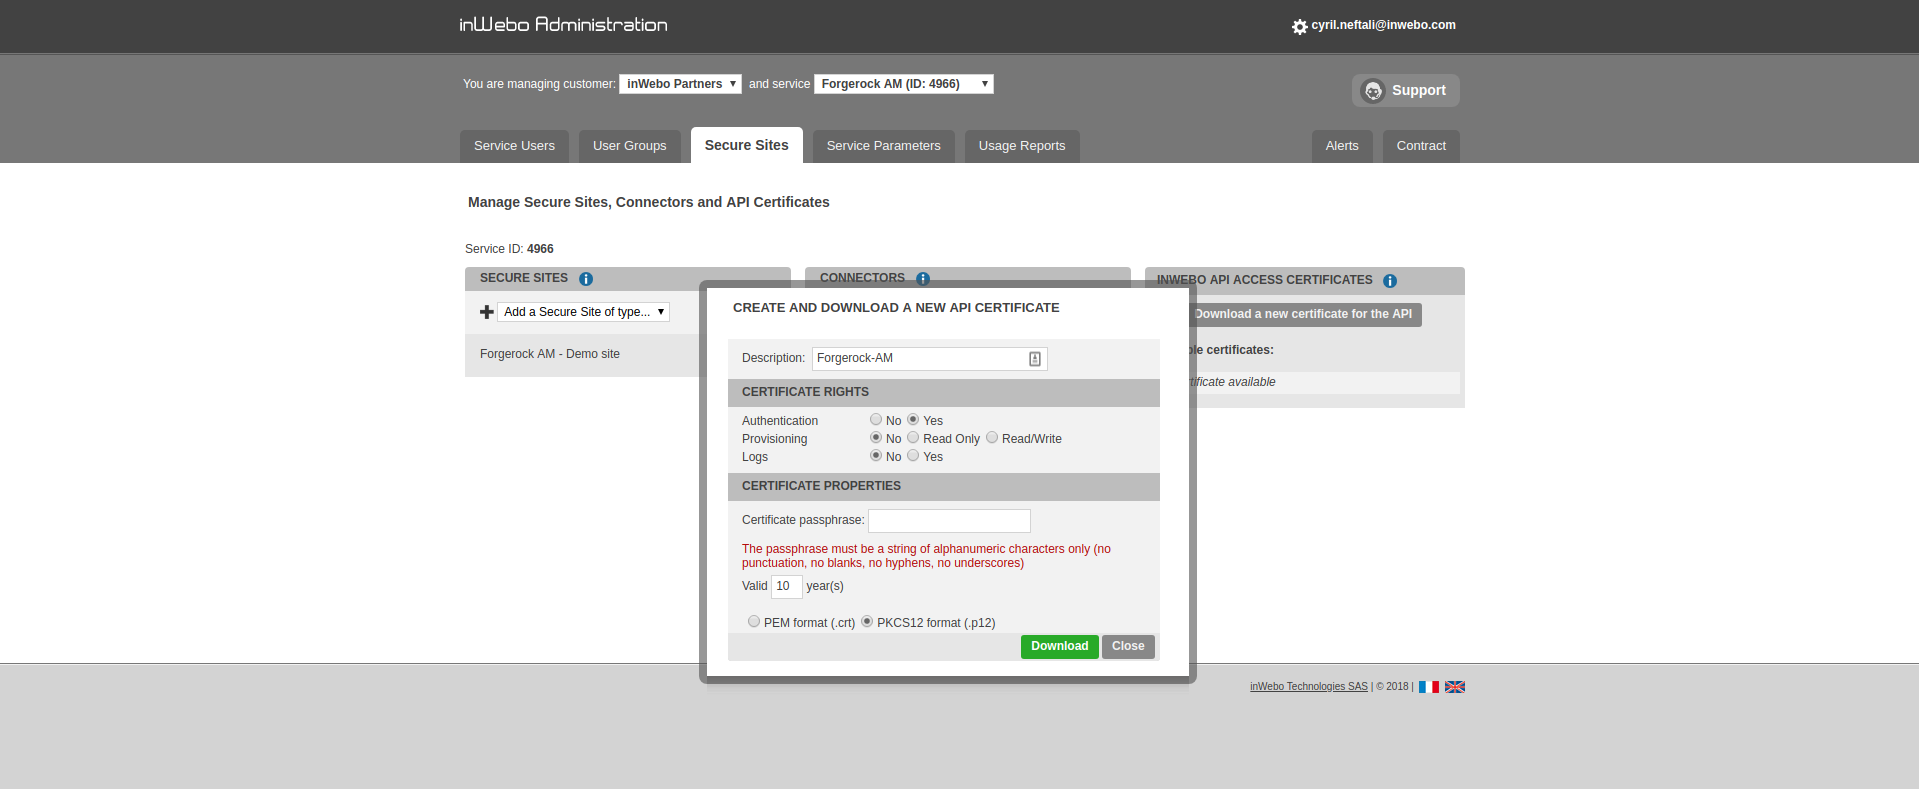 inWebo Administration
cyril.neftali@inwebo.com
You are managing customer: inWebo Partners and service Forgerock AM (ID: 4966)
Support
Service Users User Groups Secure Sites Service Parameters Usage Reports Alerts Contract
Manage Secure Sites, Connectors and API Certificates
Service ID: 4966
SECURE SITES
Add a Secure Site of type...
Forgerock AM - Demo site
CONNECTORS
INWEBO API ACCESS CERTIFICATES
Download a new certificate for the API
certificates:
available
CREATE AND DOWNLOAD A NEW API CERTIFICATE
Description: Forgerock-AM
CERTIFICATE RIGHTS
Authentication No Yes
Provisioning No Read Only Read/Write
Logs No Yes
CERTIFICATE PROPERTIES
Certificate passphrase:
The passphrase must be a string of alphanumeric characters only (no
punctuation, no blanks, no hyphens, no underscores)
Valid 10 year(s)
PEM format (.crt) PKCS12 format (.p12)
Download Close
inWebo Technologies SAS | © 2018 |